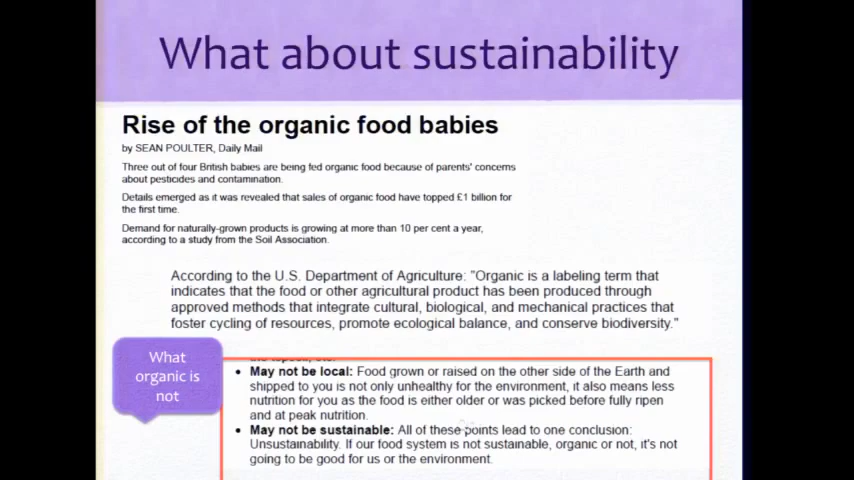 What about sustainability
Rise of the organic food babies
by SEAN POULTER, Daily Mail
Three out of four British babies are being fed organic food because of parents' concerns
about pesticides and contamination.
Details emerged as it was revealed that sales of organic food have topped £1 billion for
the first time.
Demand for naturally-grown products is growing at more than 10 per cent a year,
according to a study from the Soil Association.
According to the U.S. Department of Agriculture: "Organic is a labeling term that
indicates that the food or other agricultural product has been produced through
approved methods that integrate cultural, biological, and mechanical practices that
foster cycling of resources, promote ecological balance, and conserve biodiversity."
What
organic is
not
• May not be local: Food grown or raised on the other side of the Earth and
shipped to you is not only unhealthy for the environment, it also means less
nutrition for you as the food is either older or was picked before fully ripen
and at peak nutrition.
• May not be sustainable: All of these points lead to one conclusion:
Unsustainability. If our food system is not sustainable, organic or not, it's not
going to be good for us or the environment.